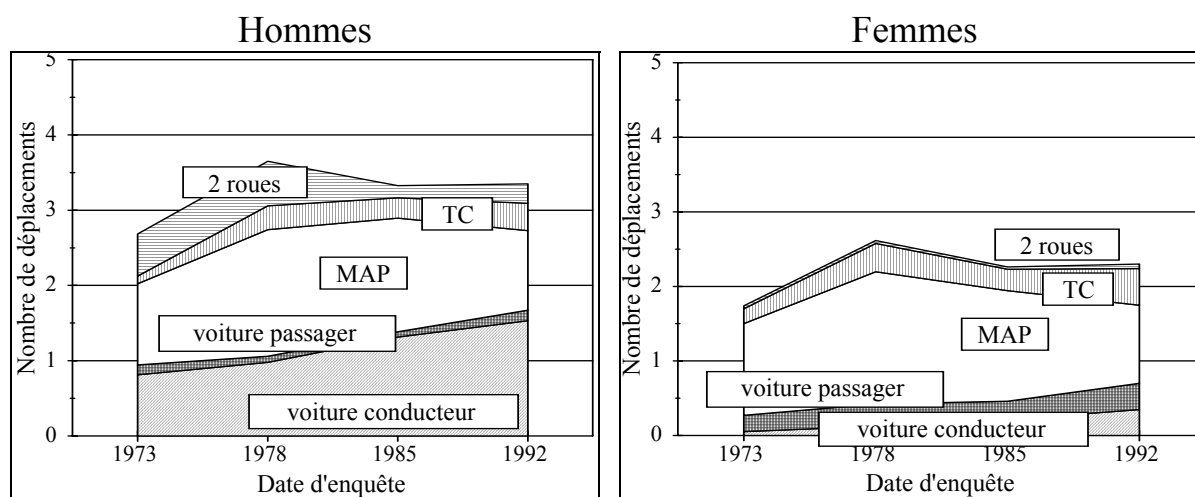 Hommes
Nombre de déplacements
5
4
3
2
1
0
2 roues
TC
MAP
voiture passager
voiture conducteur
1973 1978 1985 1992
Date d'enquête
Femmes
Nombre de déplacements
5
4
3
2
1
0
2 roues
TC
MAP
voiture passager
voiture conducteur
1973 1978 1985 1992
Date d'enquête